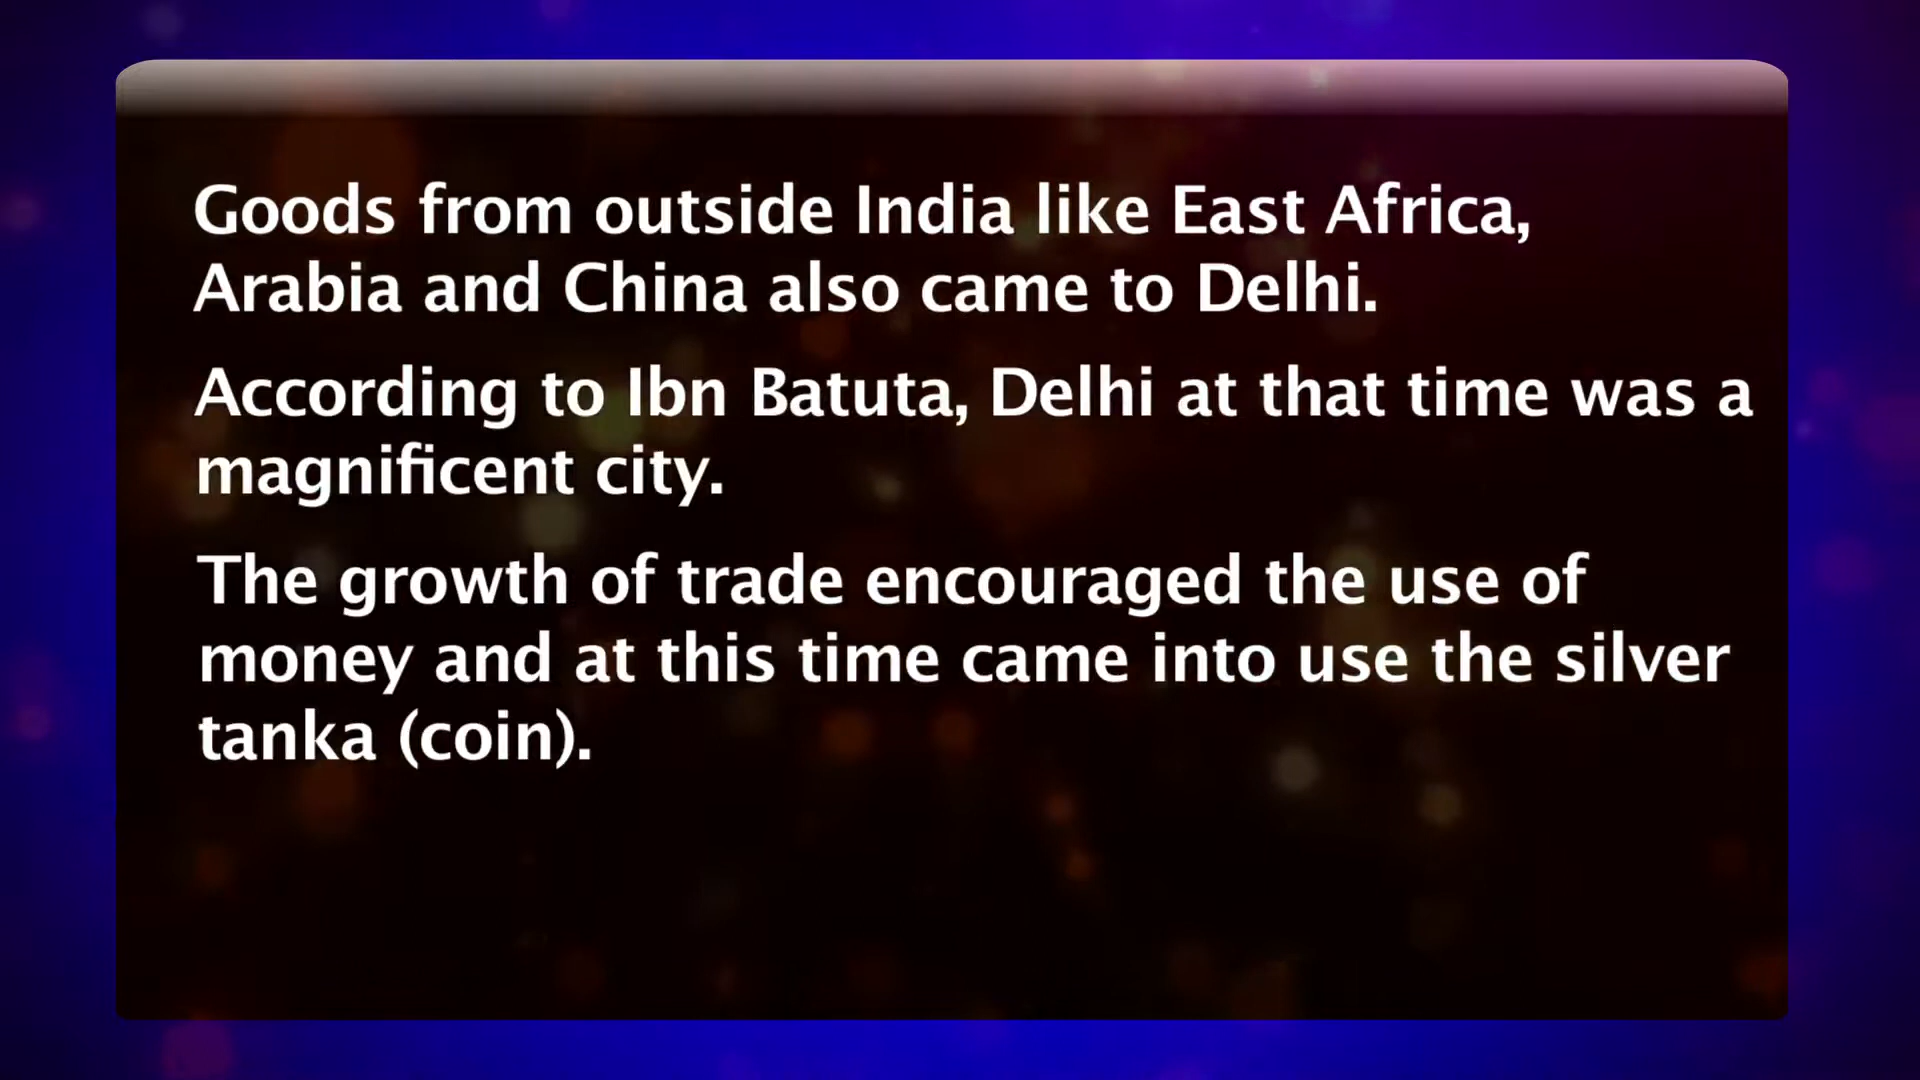 Goods from outside India like East Africa,
Arabia and China also came to Delhi.
According to Ibn Batuta, Delhi at that time was a
magnificent city.
The growth of trade encouraged the use of
money and at this time came into use the silver
tanka (coin).